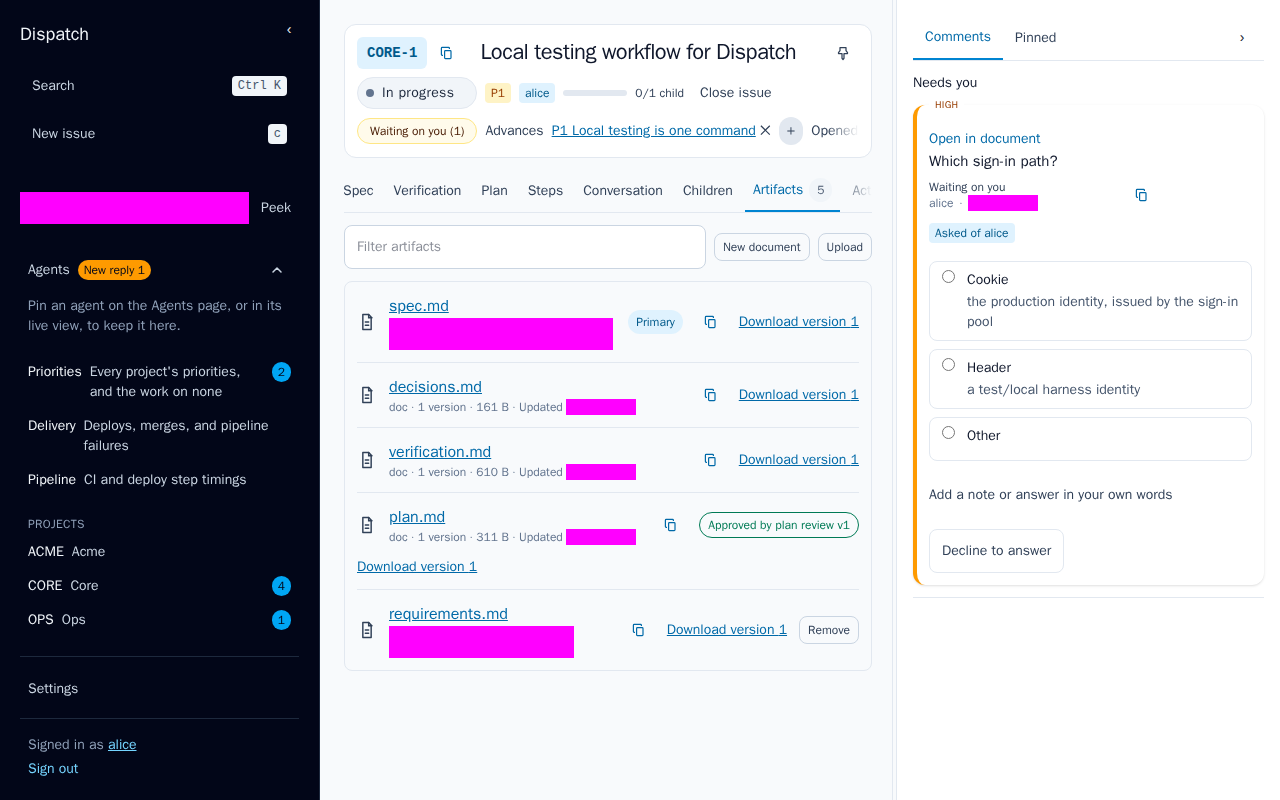 Dispatch
Search
Ctrl K
New issue
C
Peek
Agents
New reply 1
Pin an agent on the Agents page, or in its
live view, to keep it here.
Priorities
Every project's priorities,
and the work on none
2
Delivery
Deploys, merges, and pipeline
failures
Pipeline
CI and deploy step timings
PROJECTS
ACME Acme
CORE Core
4
OPS Ops
1
Settings
Signed in as alice
Sign out
CORE-1
Local testing workflow for Dispatch
In progress
P1
alice
0/1 child
Close issue
Waiting on you (1)
Advances
P1 Local testing is one command
+
Opened
Spec
Verification
Plan
Steps
Conversation
Children
Artifacts
5
Act
Filter artifacts
New document
Upload
spec.md
Primary
Download version 1
decisions.md
doc · 1 version · 161 B · Updated
Download version 1
verification.md
doc · 1 version · 610 B · Updated
Download version 1
plan.md
doc · 1 version · 311 B · Updated
Approved by plan review v1
Download version 1
requirements.md
Download version 1
Remove
Comments
Pinned
Needs you
HIGH
Open in document
Which sign-in path?
Waiting on you
alice ·
Asked of alice
Cookie
the production identity, issued by the sign-in
pool
Header
a test/local harness identity
Other
Add a note or answer in your own words
Decline to answer